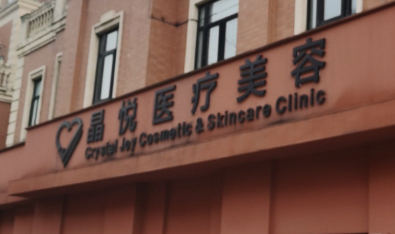 晶悦医疗美容
Crystal Joy Cosmetic & Skincare Clinic